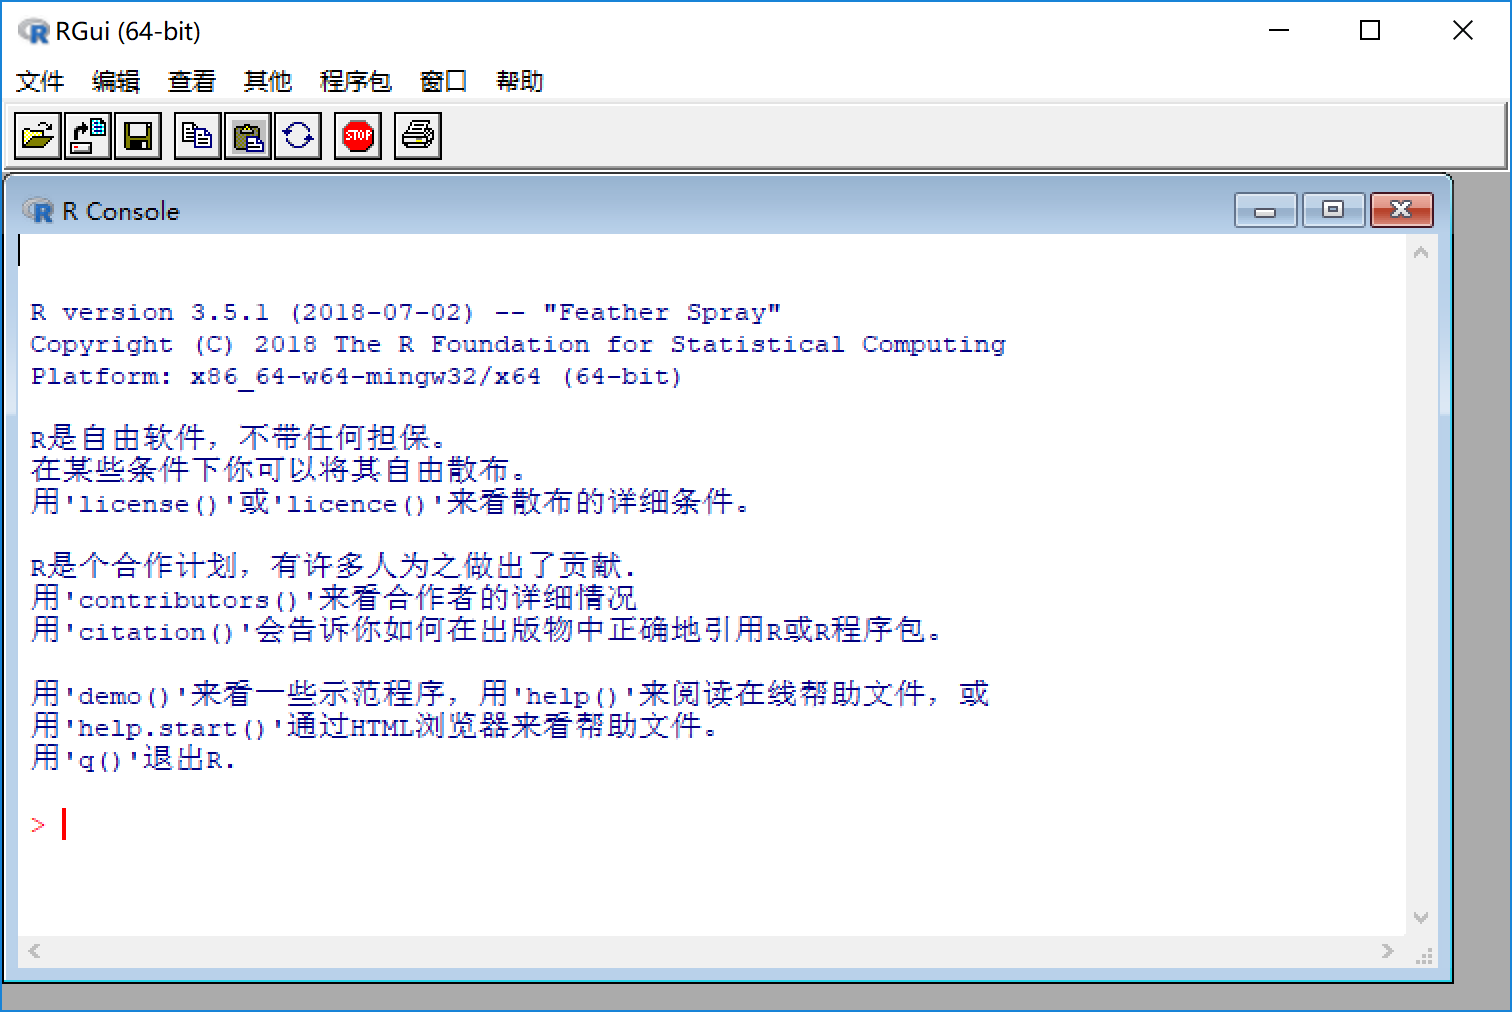 RGui (64-bit)
文件 编辑 查看 其他 程序包 窗口 帮助
STOP
R Console
R version 3.5.1 (2018-07-02) -- "Feather Spray"
Copyright (C) 2018 The R Foundation for Statistical Computing
Platform: x86_64-w64-mingw32/x64 (64-bit)
R是自由软件，不带任何担保。
在某些条件下你可以将其自由散布。
用'license()'或'licence()'来看散布的详细条件。
R是个合作计划，有许多人为之做出了贡献.
用'contributors()'来看合作者的详细情况
用'citation()'会告诉你如何在出版物中正确地引用R或R程序包。
用'demo()'来看一些示范程序，用'help()'来阅读在线帮助文件，或
用'help.start()'通过HTML浏览器来看帮助文件。
用'q()'退出R.
>